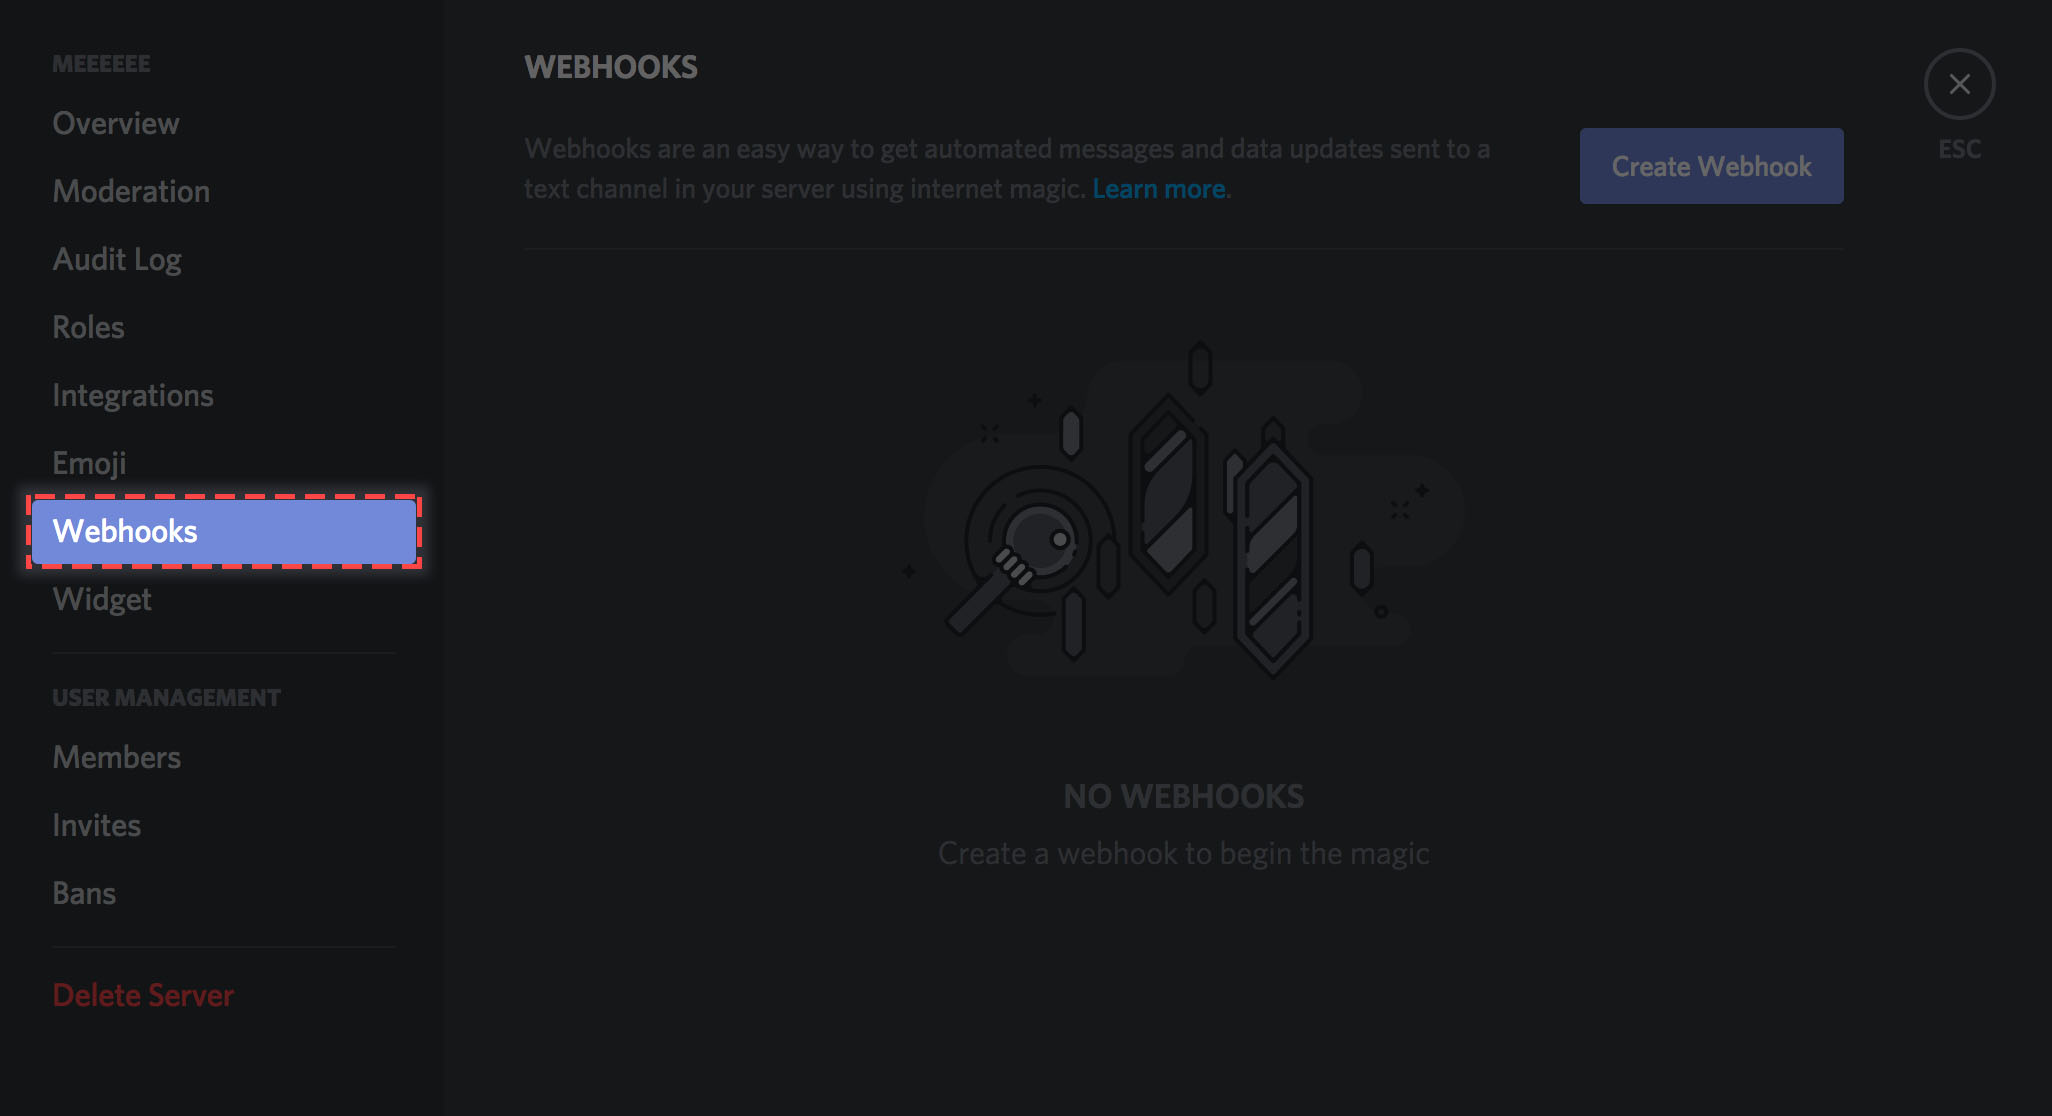 MEEEEEE
Overview
Moderation
Audit Log
Roles
Integrations
Emoji
Webhooks
Widget
USER MANAGEMENT
Members
Invites
Bans
Delete Server
WEBHOOKS
Webhooks are an easy way to get automated messages and data updates sent to a
text channel in your server using internet magic. Learn more.
Create Webhook
ESC
NO WEBHOOKS
Create a webhook to begin the magic